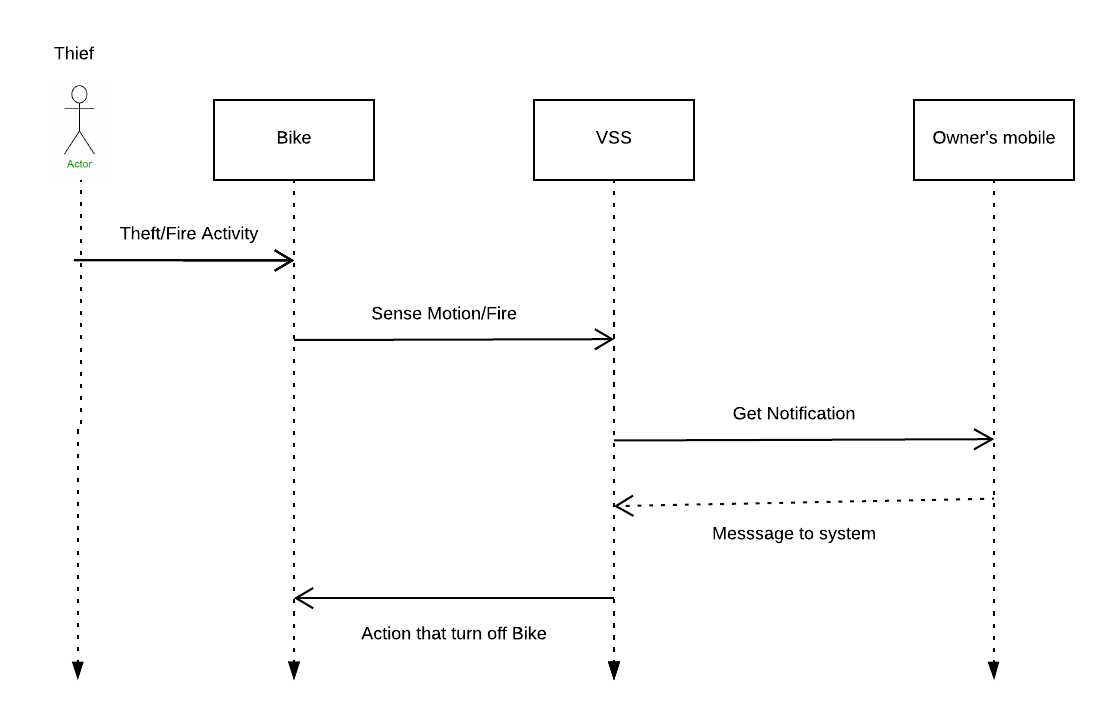 Thief
Actor
Bike
VSS
Owner's mobile
Theft/Fire Activity
Sense Motion/Fire
Get Notification
Messsage to system
Action that turn off Bike